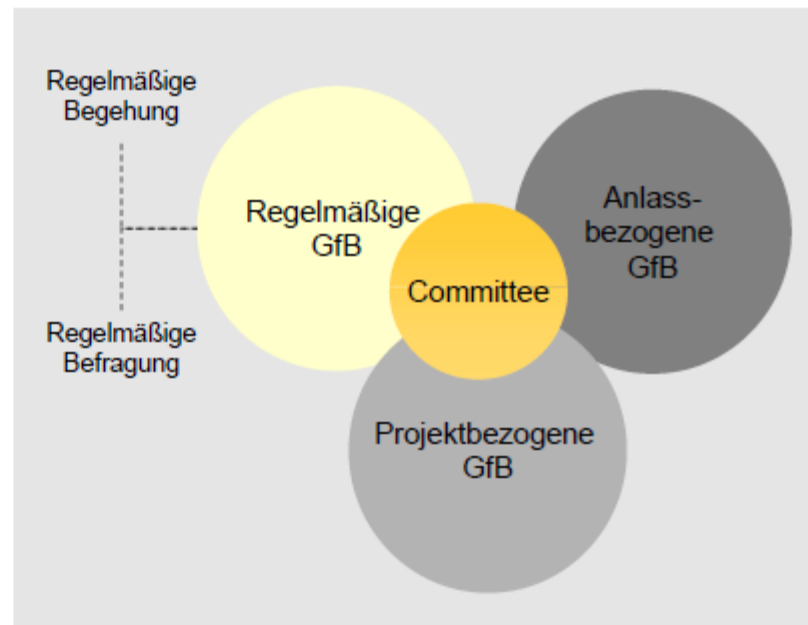 Regelmäßige
Begehung
Regelmäßige
GfB
Anlass-
bezogene
GfB
Committee
Regelmäßige
Befragung
Projektbezogene
GfB